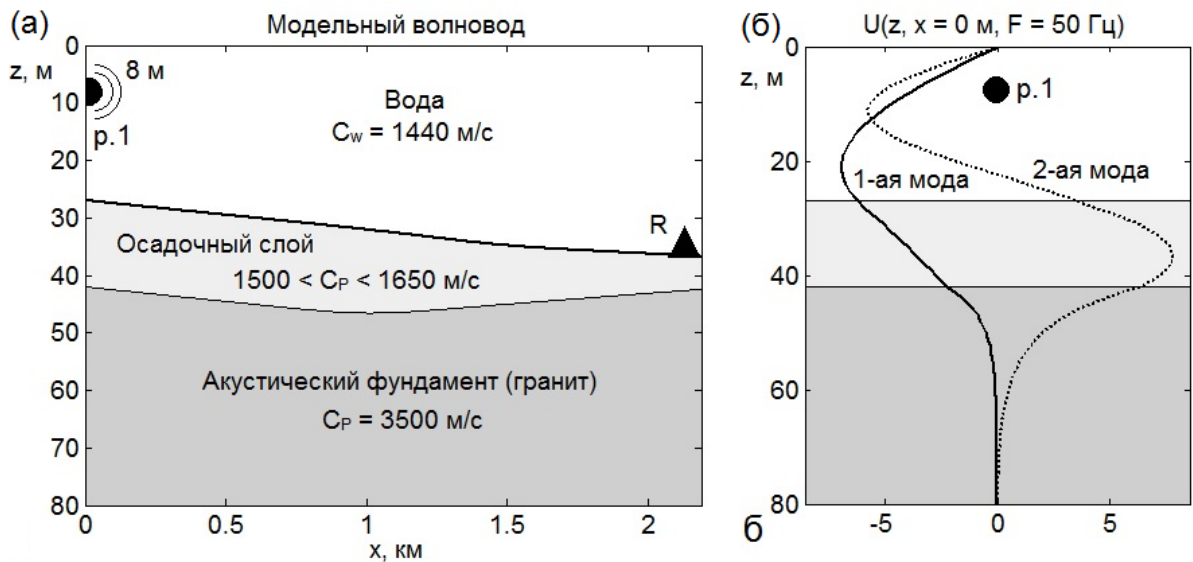 (а)
Модельный волновод
z, м
0
10
20
30
40
50
60
70
80
8 м
р.1
Вода
Cw = 1440 м/с
R
Осадочный слой
1500 < CP < 1650 м/с
Акустический фундамент (гранит)
CP = 3500 м/с
0 0.5 1 1.5 2
x, км
(б)
U(z, x = 0 м, F = 50 Гц)
z, м
0
20
40
60
80
р.1
1-ая мода
2-ая мода
б
-5 0 5